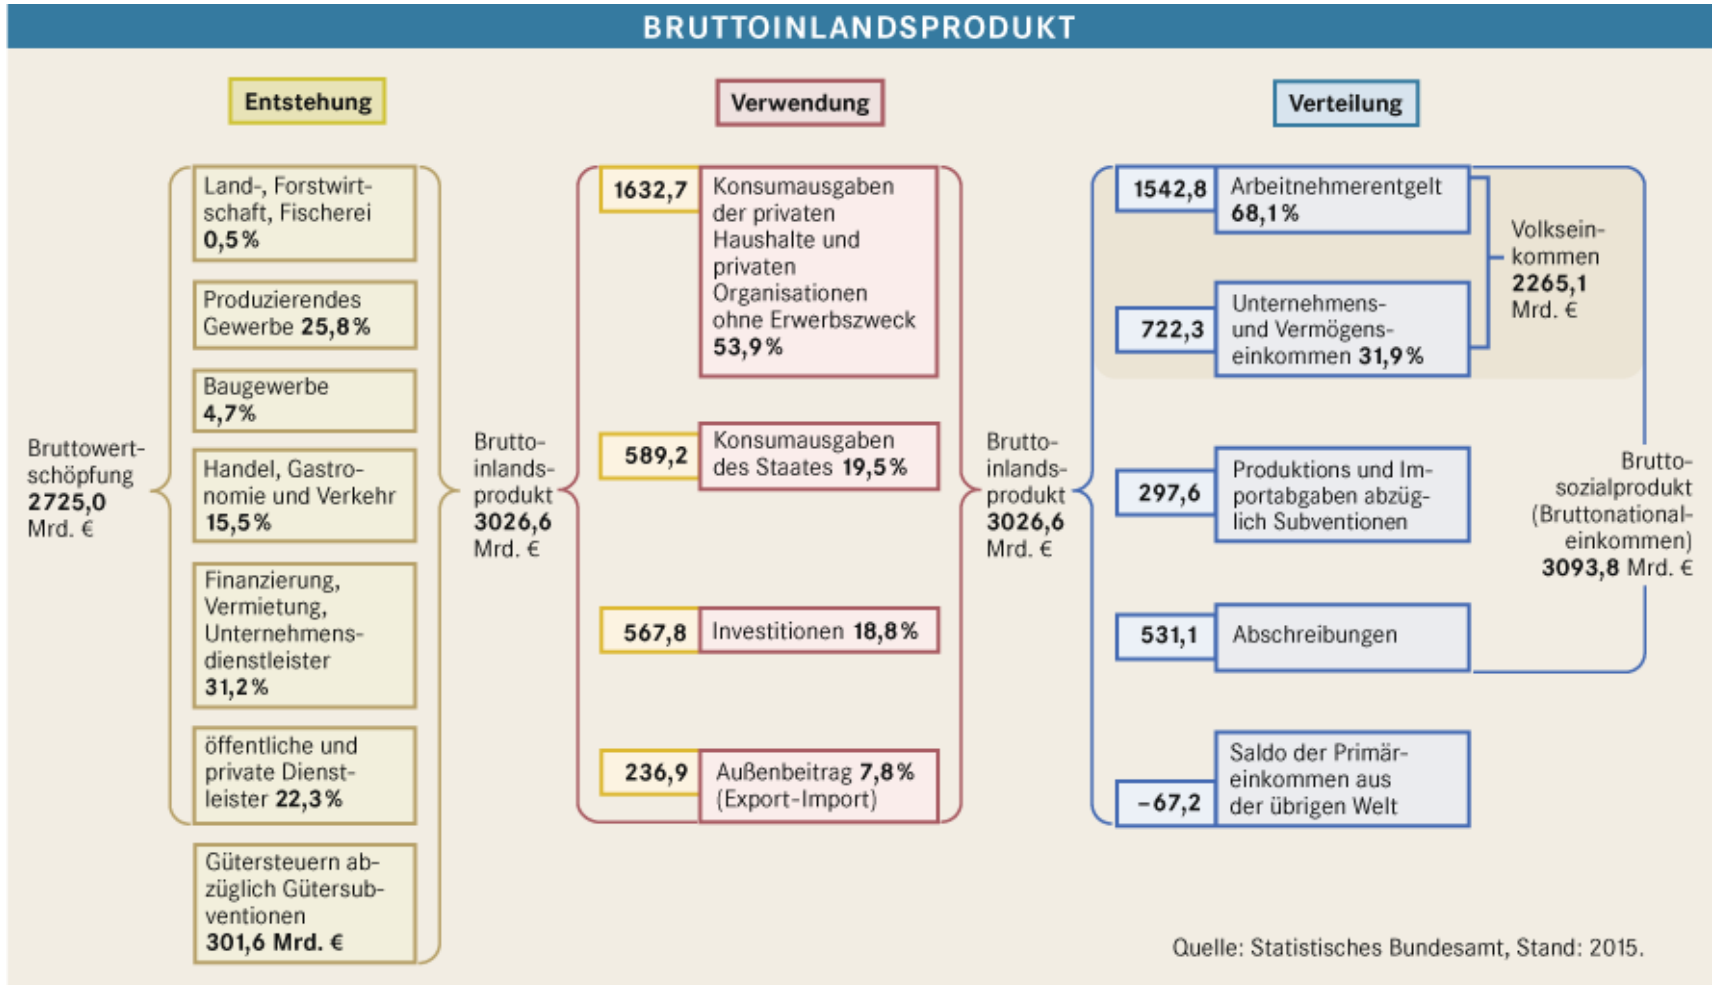 BRUTTOINLANDSPRODUKT
Entstehung
Bruttowert-
schöpfung
2725,0
Mrd. €
Land-, Forstwirt-
schaft, Fischerei
0,5%
Produzierendes
Gewerbe 25,8%
Baugewerbe
4,7%
Handel, Gastro-
nomie und Verkehr
15,5%
Finanzierung,
Vermietung,
Unternehmens-
dienstleister
31,2%
öffentliche und
private Dienst-
leister 22,3%
Gütersteuern ab-
züglich Gütersub-
ventionen
301,6 Mrd. €
Brutto-
inlands-
produkt
3026,6
Mrd. €
Verwendung
1632,7
Konsumausgaben
der privaten
Haushalte und
privaten
Organisationen
ohne Erwerbszweck
53,9%
589,2
Konsumausgaben
des Staates 19,5%
567,8
Investitionen 18,8%
236,9
Außenbeitrag 7,8%
(Export-Import)
Brutto-
inlands-
produkt
3026,6
Mrd. €
Verteilung
1542,8
Arbeitnehmerentgelt
68,1%
722,3
Unternehmens-
und Vermögens-
einkommen 31,9%
Volksein-
kommen
2265,1
Mrd. €
297,6
Produktions und Im-
portabgaben abzüg-
lich Subventionen
531,1
Abschreibungen
-67,2
Saldo der Primär-
einkommen aus
der übrigen Welt
Brutto-
sozialprodukt
(Bruttonational-
einkommen)
3093,8 Mrd. €
Quelle: Statistisches Bundesamt, Stand: 2015.